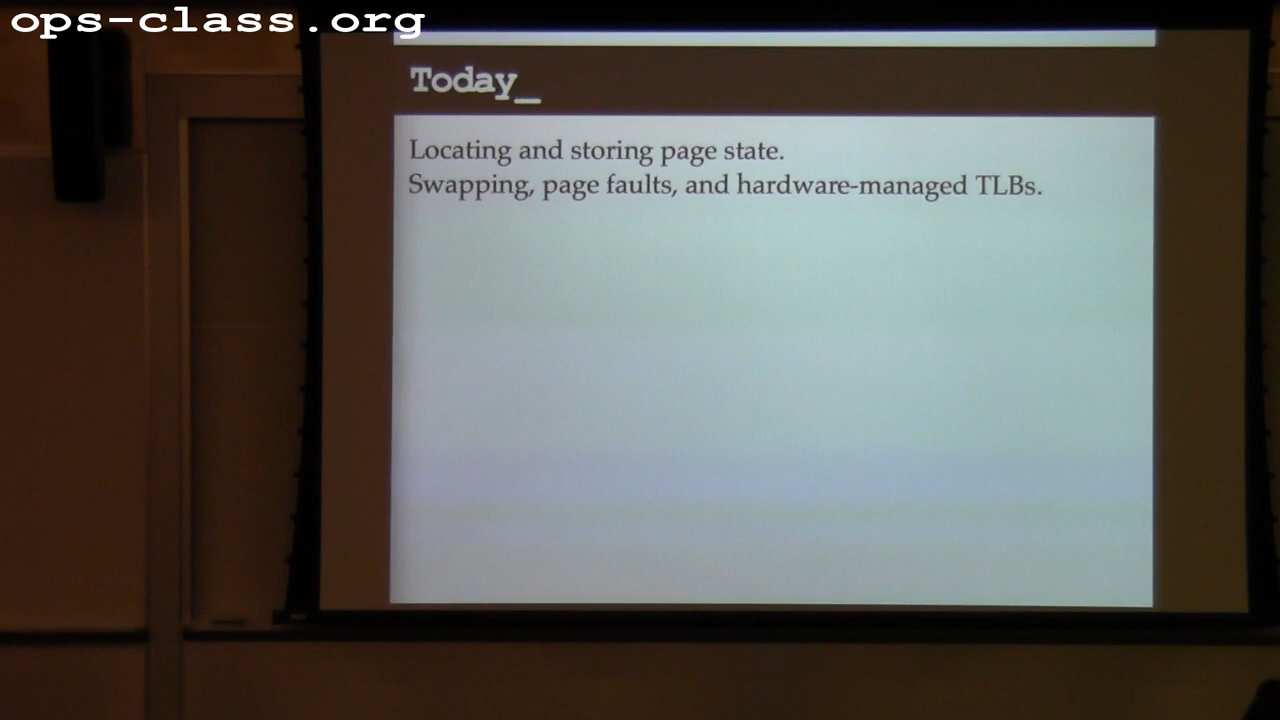 ops-class.org
Today_
Locating and storing page state.
Swapping, page faults, and hardware-managed TLBs.